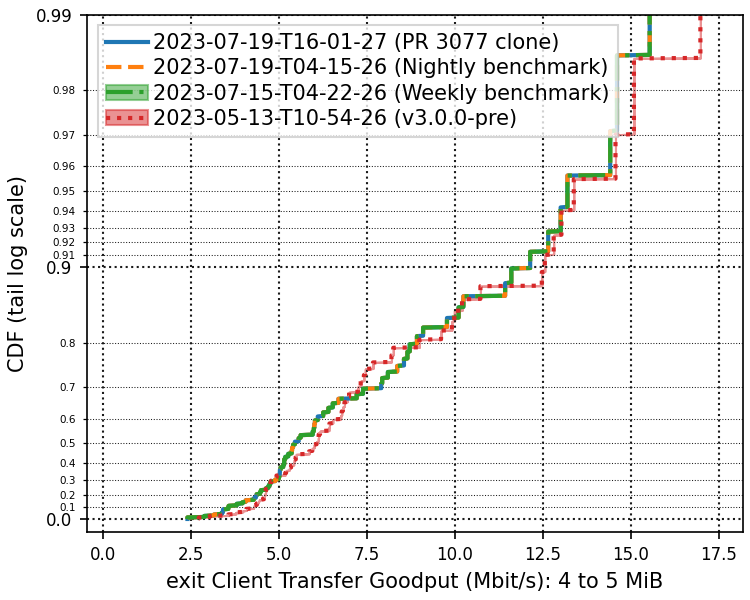 0.99
2023-07-19-T16-01-27 (PR 3077 clone)
2023-07-19-T04-15-26 (Nightly benchmark)
2023-07-15-T04-22-26 (Weekly benchmark)
2023-05-13-T10-54-26 (v3.0.0-pre)
0.98
0.97
0.96
0.95
0.94
0.93
0.92
0.91
0.9
0.8
0.7
0.6
0.5
0.4
0.3
0.2
0.1
0.0
CDF (tail log scale)
0.0 2.5 5.0 7.5 10.0 12.5 15.0 17.5
exit Client Transfer Goodput (Mbit/s): 4 to 5 MiB